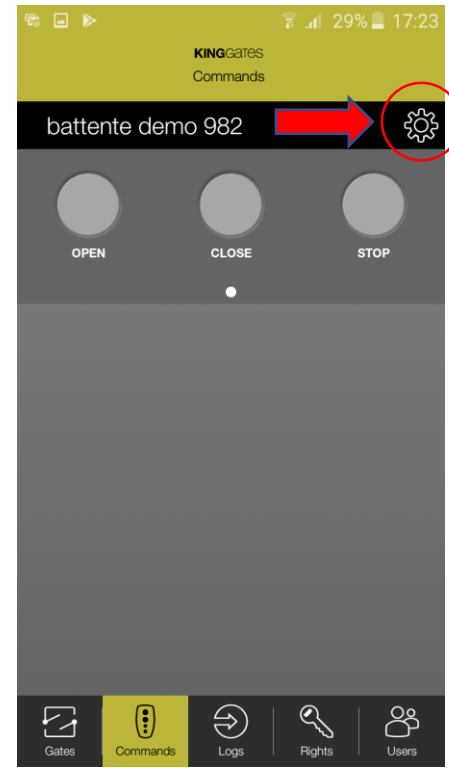 29% 17:23
KINGGATES
Commands
battente demo 982
OPEN CLOSE STOP
Gates Commands Logs Rights Users